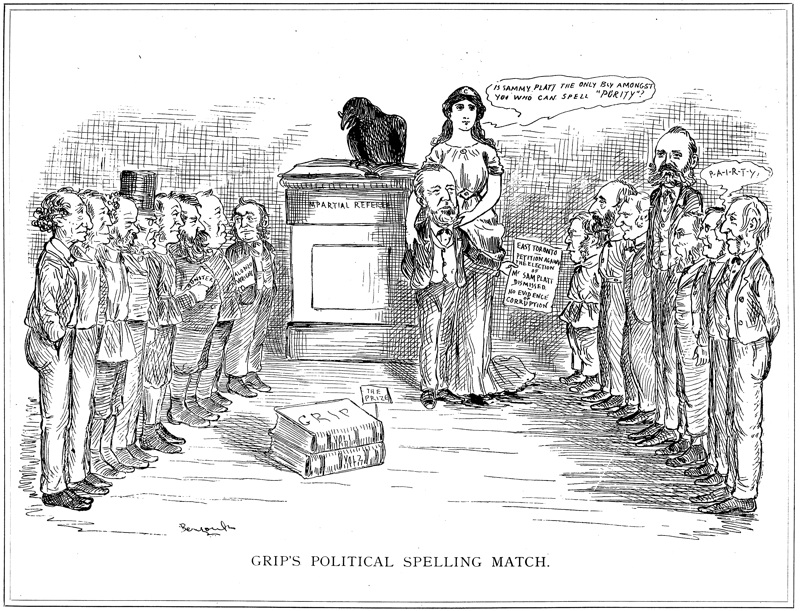 IS SAMMY PLATT THE ONLY BOY AMONGST
YOU WHO CAN SPELL "PURITY"?
P-A-I-R-T-Y,
IMPARTIAL REFEREE
EAST TORONTO
PETITION AGAINST
THE ELECTION
OF
MR SAM PLATT
DISMISSED
NO EVIDENCE
OF
CORRUPTION
THE
PRIZE
GRIP
GRIP'S POLITICAL SPELLING MATCH.